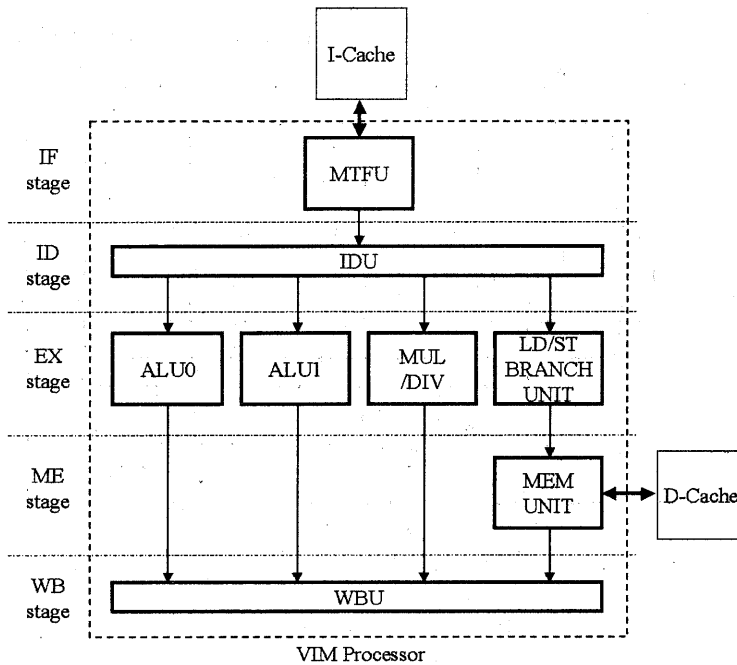 I-Cache
IF
stage
MTFU
ID
stage
IDU
EX
stage
ALU0
ALU1
MUL
/DIV
LD/ST
BRANCH
UNIT
ME
stage
MEM
UNIT
D-Cache
WB
stage
WBU
VIM Processor